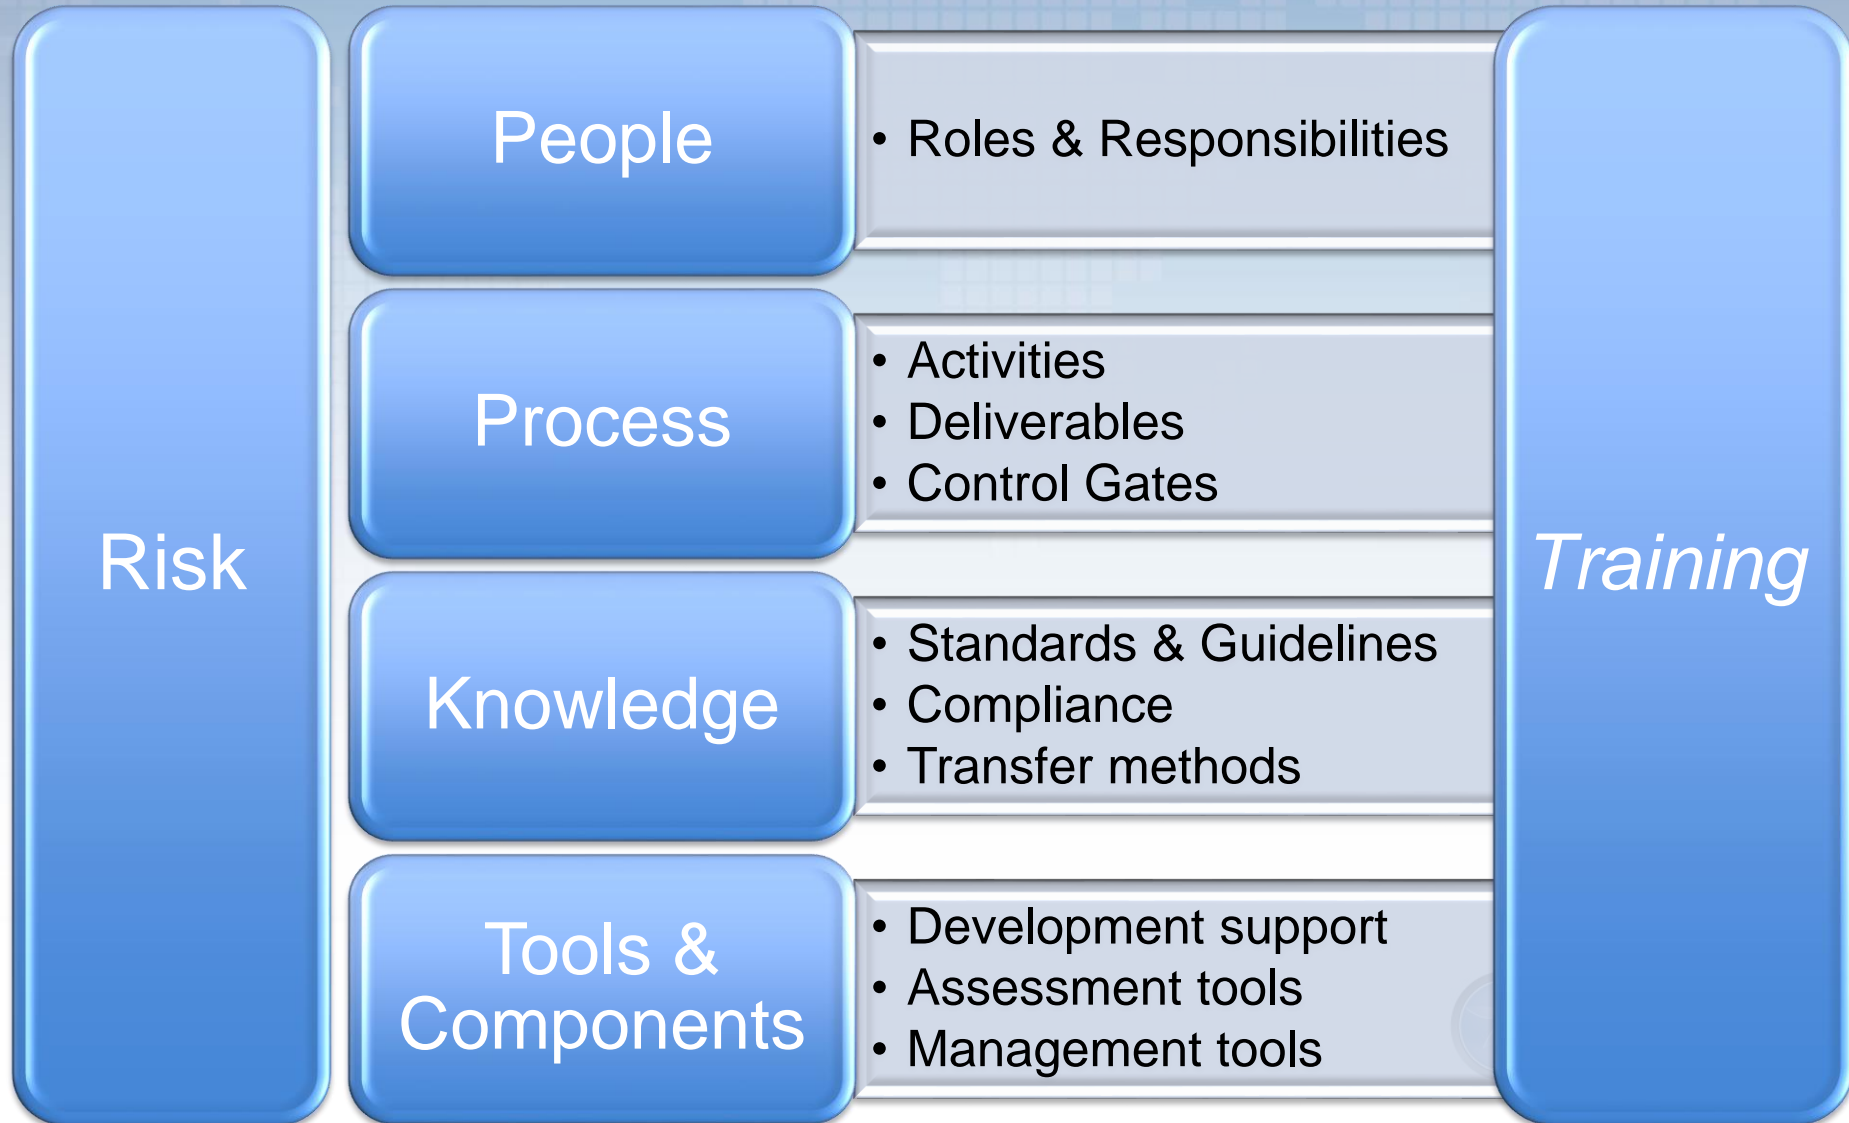 Risk
People
• Roles & Responsibilities
Process
• Activities
• Deliverables
• Control Gates
Knowledge
• Standards & Guidelines
• Compliance
• Transfer methods
Tools &
Components
• Development support
• Assessment tools
• Management tools
Training